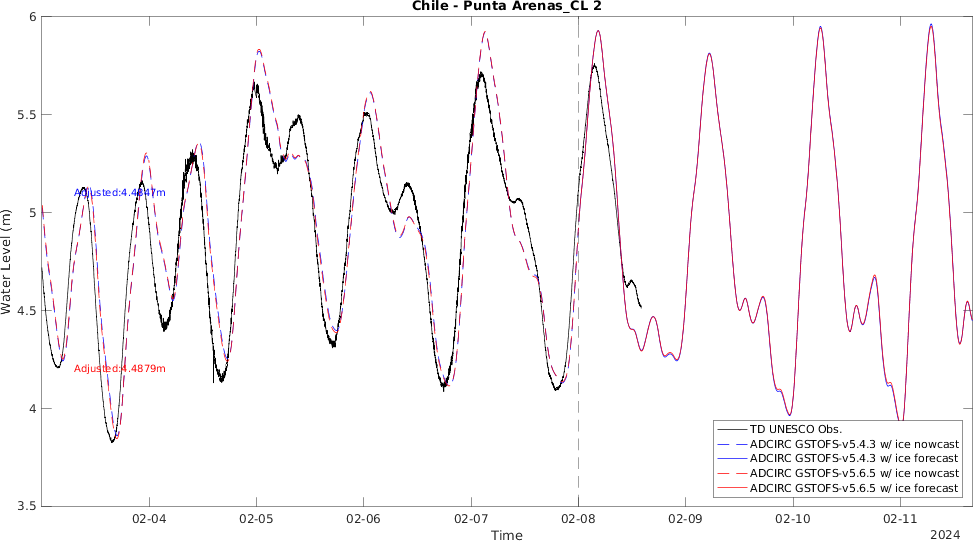 Chile - Punta Arenas_CL 2
6
5.5
5
4.5
4
3.5
Water Level (m)
Adjusted:4.4847m
Adjusted:4.4879m
TD UNESCO Obs.
ADCIRC GSTOFS-v5.4.3 w/ ice nowcast
ADCIRC GSTOFS-v5.4.3 w/ ice forecast
ADCIRC GSTOFS-v5.6.5 w/ ice nowcast
ADCIRC GSTOFS-v5.6.5 w/ ice forecast
02-04 02-05 02-06 02-07 02-08 02-09 02-10 02-11
Time
2024